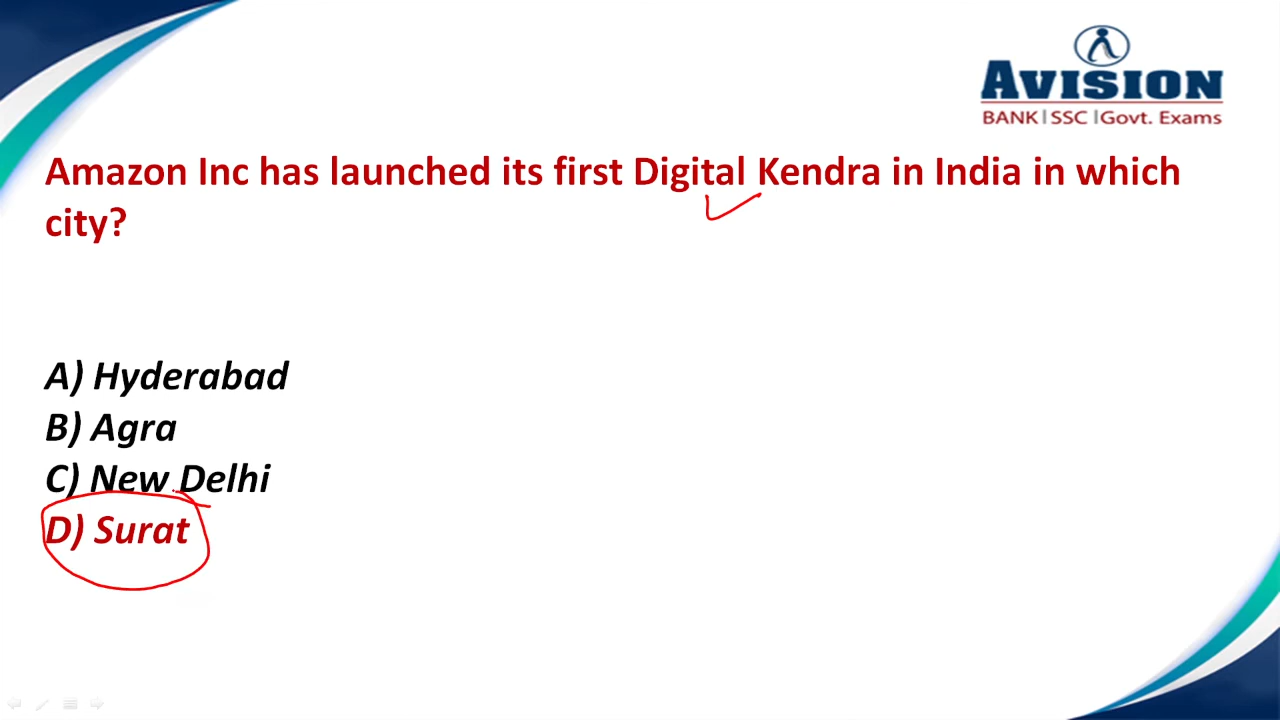 AVISION
BANK | SSC | Govt. Exams
Amazon Inc has launched its first Digital Kendra in India in which
city?
A) Hyderabad
B) Agra
C) New Delhi
D) Surat